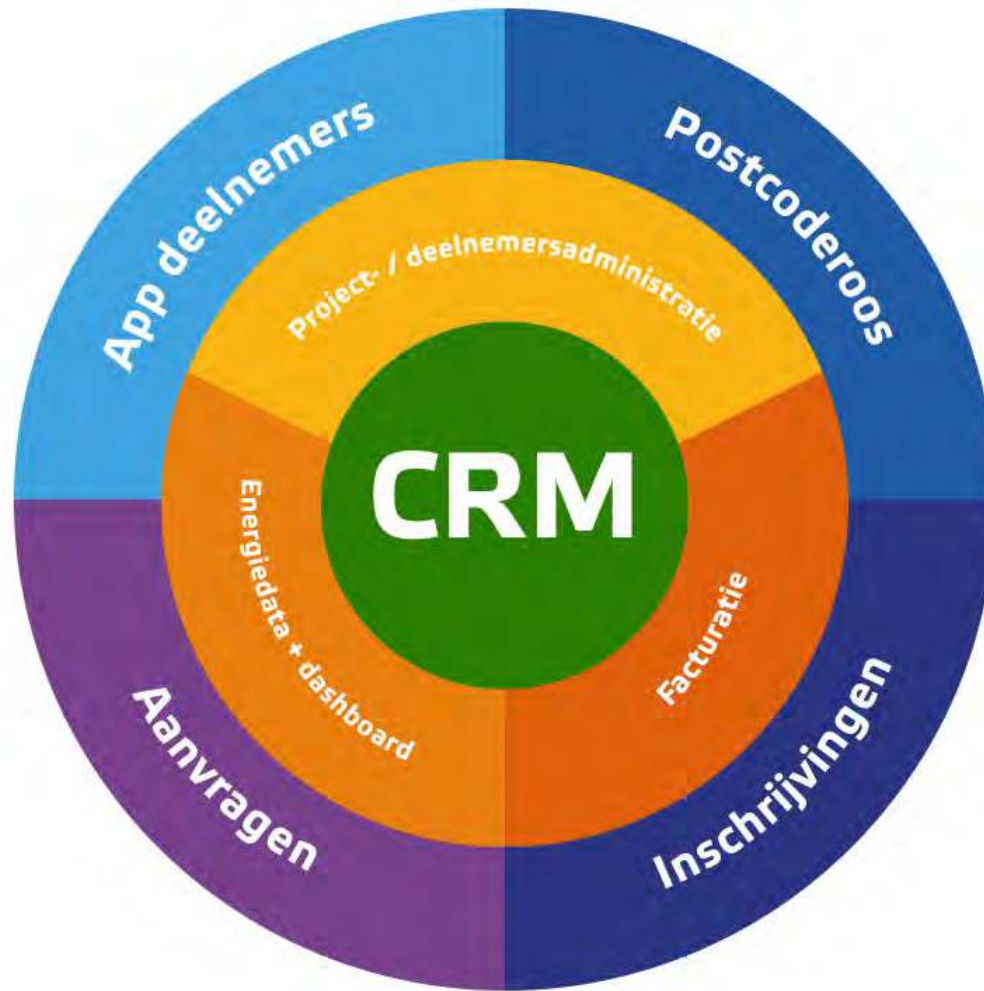 App deelnemers
Postcoderoos
Project- / deelnemersadministratie
CRM
Energiedata + dashboard
Facturatie
Aanvragen
Inschrijvingen